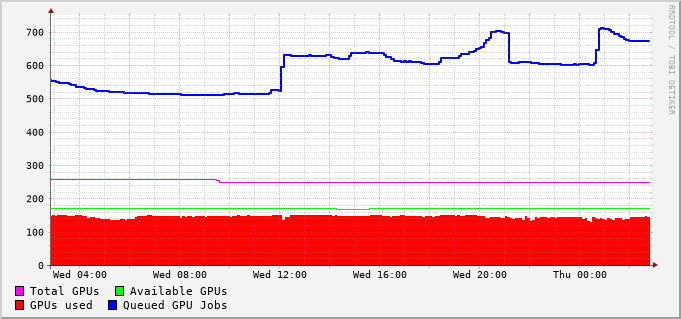 700
600
500
400
300
200
100
0
Wed 04:00 Wed 08:00 Wed 12:00 Wed 16:00 Wed 20:00 Thu 00:00
Total GPUs Available GPUs
GPUs used Queued GPU Jobs
RRDTOOL / TOBI OETIKER